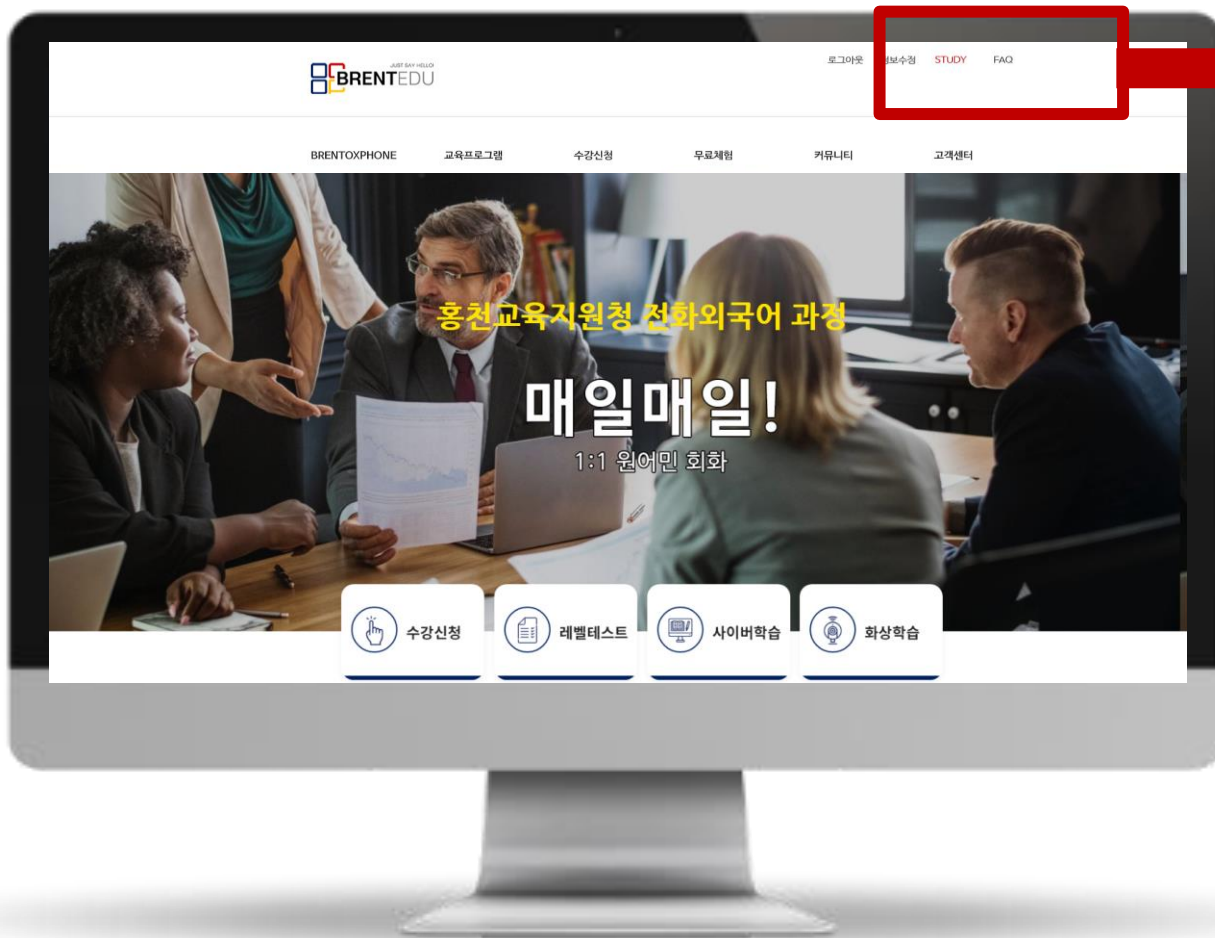 JUST SAY HELLO!
BRENTEDU
로그아웃 정보수정 STUDY FAQ
BRENTOXPHONE 교육프로그램 수강신청 무료체험 커뮤니티 고객센터
홍천교육지원청 전화외국어 과정
매일매일!
1:1 원어민 회화
수강신청 레벨테스트 사이버학습 화상학습